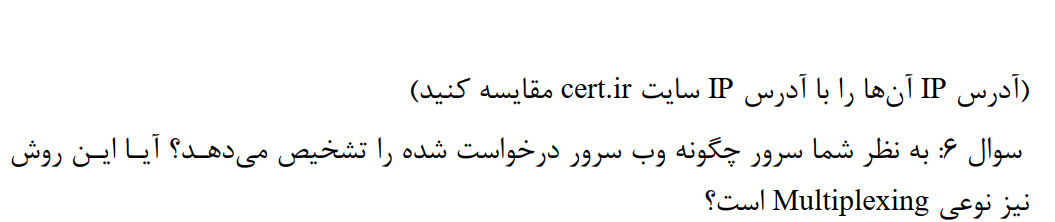 (آدرس IP آن‌ها را با آدرس IP سایت cert.ir مقایسه کنید)
سوال ۶: به نظر شما سرور چگونه وب سرور درخواست شده را تشخیص می‌دهد؟ آیا این روش
نیز نوعی Multiplexing است؟